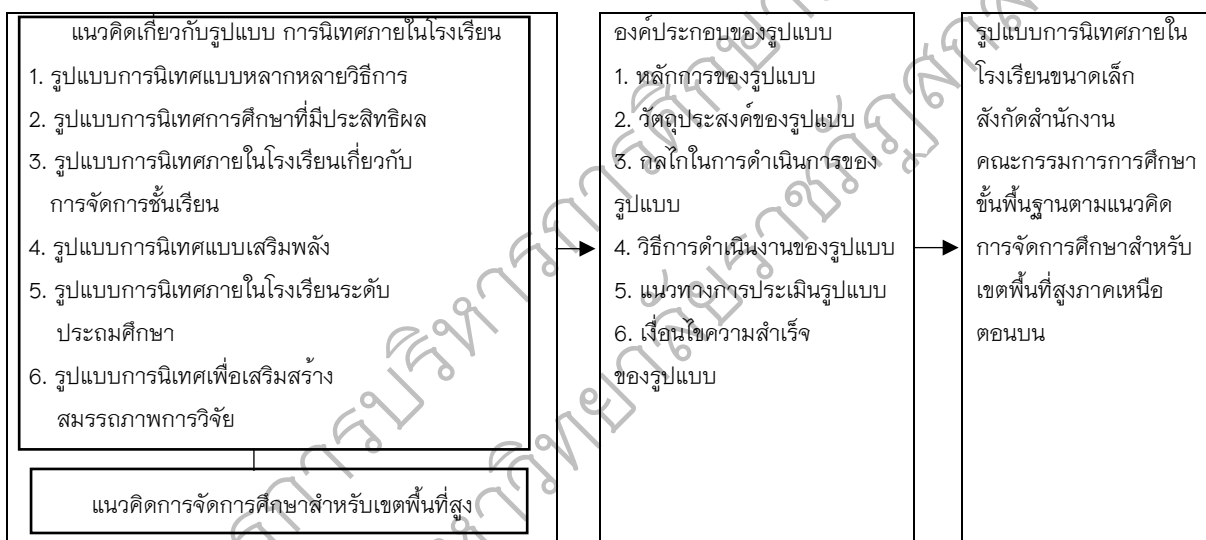 แนวคิดเกี่ยวกับรูปแบบ การนิเทศภายในโรงเรียน
1. รูปแบบการนิเทศแบบหลากหลายวิธีการ
2. รูปแบบการนิเทศการศึกษาที่มีประสิทธิผล
3. รูปแบบการนิเทศภายในโรงเรียนเกี่ยวกับ
การจัดการชั้นเรียน
4. รูปแบบการนิเทศแบบเสริมพลัง
5. รูปแบบการนิเทศภายในโรงเรียนระดับ
ประถมศึกษา
6. รูปแบบการนิเทศเพื่อเสริมสร้าง
สมรรถภาพการวิจัย
แนวคิดการจัดการศึกษาสำหรับเขตพื้นที่สูง
องค์ประกอบของรูปแบบ
1. หลักการของรูปแบบ
2. วัตถุประสงค์ของรูปแบบ
3. กลไกในการดำเนินการของ
รูปแบบ
4. วิธีการดำเนินงานของรูปแบบ
5. แนวทางการประเมินรูปแบบ
6. เงื่อนไขความสำเร็จ
ของรูปแบบ
รูปแบบการนิเทศภายใน
โรงเรียนขนาดเล็ก
สังกัดสำนักงาน
คณะกรรมการการศึกษา
ขั้นพื้นฐานตามแนวคิด
การจัดการศึกษาสำหรับ
เขตพื้นที่สูงภาคเหนือ
ตอนบน